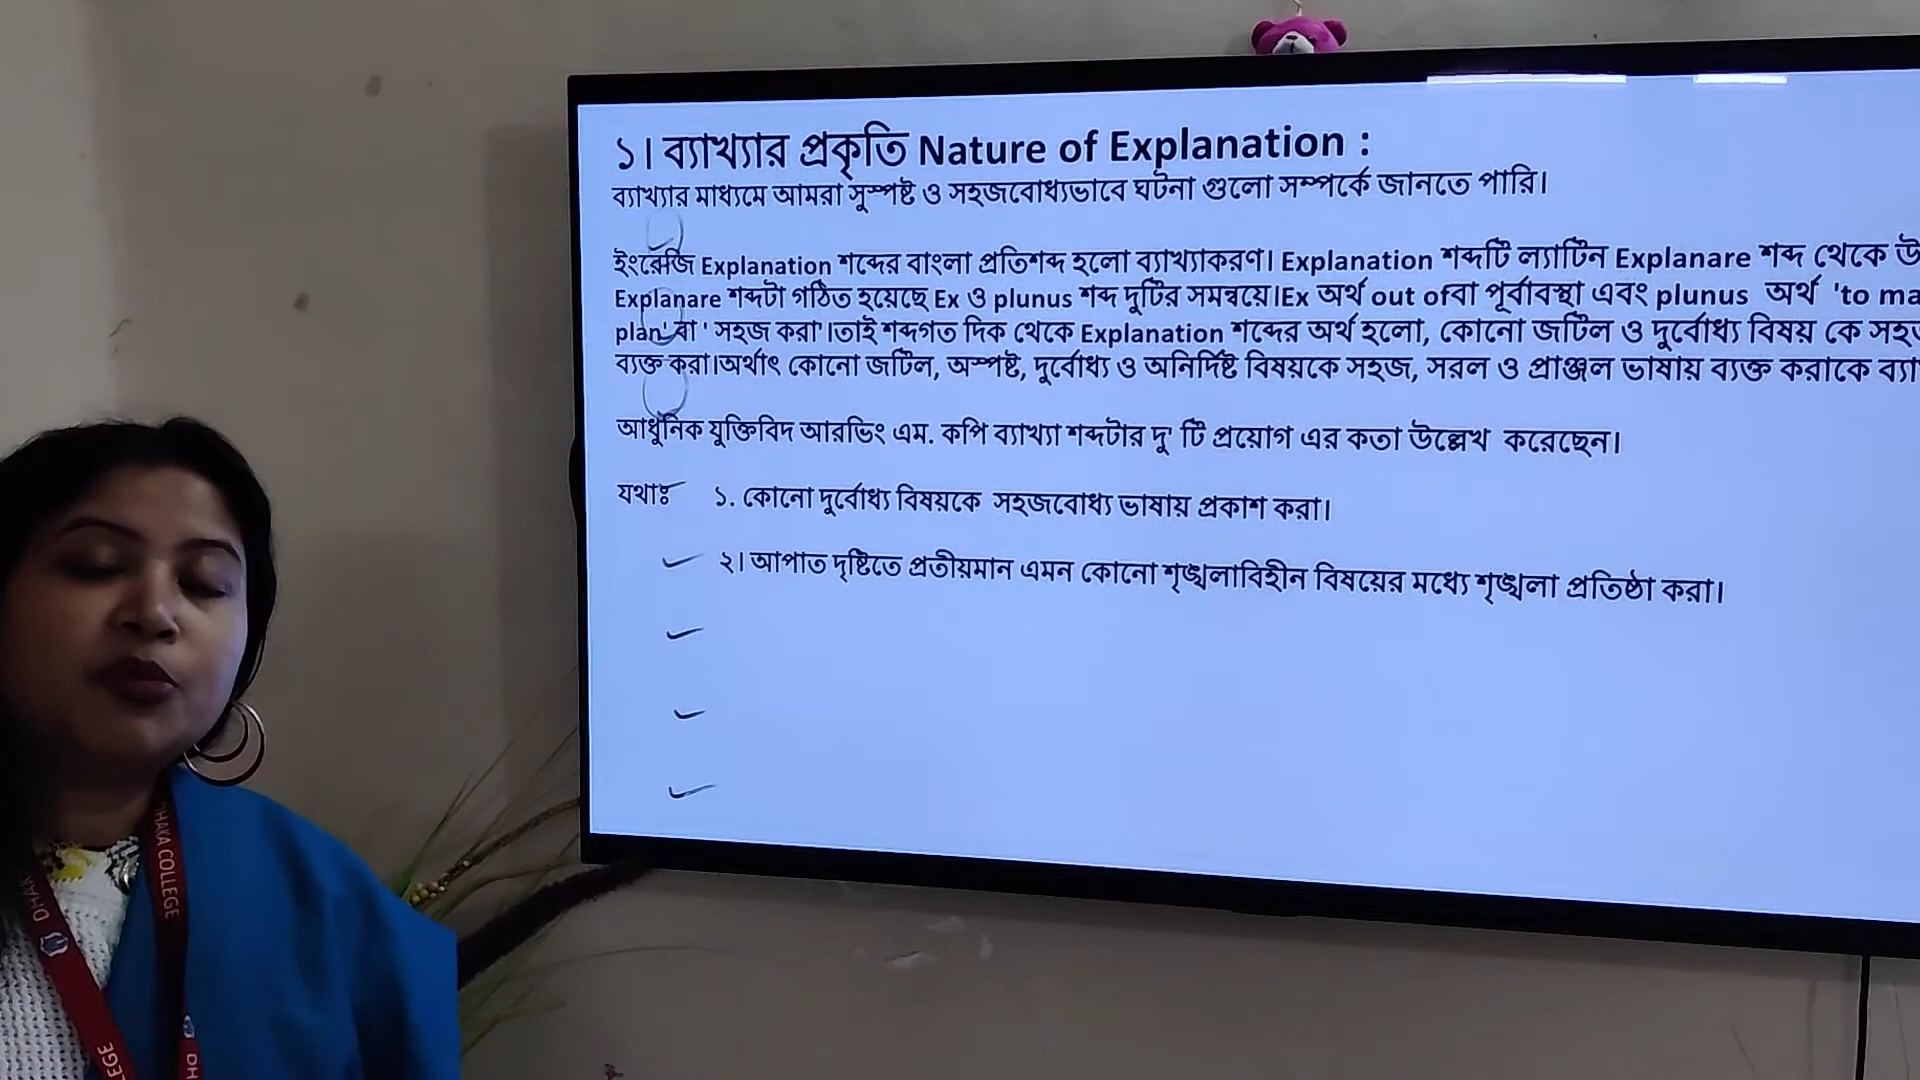 ১। ব্যাখ্যার প্রকৃতি Nature of Explanation :
ব্যাখ্যার মাধ্যমে আমরা সুস্পষ্ট ও সহজবোধ্যভাবে ঘটনা গুলো সম্পর্কে জানতে পারি।
ইংরেজি Explanation শব্দের বাংলা প্রতিশব্দ হলো ব্যাখ্যাকরণ। Explanation শব্দটি ল্যাটিন Explanare শব্দ থেকে উ
Explanare শব্দটা গঠিত হয়েছে Ex ও plunus শব্দ দুটির সমন্বয়ে।Ex অর্থ out ofবা পূর্বাবস্থা এবং plunus অর্থ 'to ma
plan' বা ' সহজ করা'।তাই শব্দগত দিক থেকে Explanation শব্দের অর্থ হলো, কোনো জটিল ও দুর্বোধ্য বিষয় কে সহজ
ব্যক্ত করা।অর্থাৎ কোনো জটিল, অস্পষ্ট, দুর্বোধ্য ও অনির্দিষ্ট বিষয়কে সহজ, সরল ও প্রাঞ্জল ভাষায় ব্যক্ত করাকে ব্যা
আধুনিক যুক্তিবিদ আরভিং এম. কপি ব্যাখ্যা শব্দটার দু' টি প্রয়োগ এর কতা উল্লেখ করেছেন।
যথাঃ ১. কোনো দুর্বোধ্য বিষয়কে সহজবোধ্য ভাষায় প্রকাশ করা।
২। আপাত দৃষ্টিতে প্রতীয়মান এমন কোনো শৃঙ্খলাবিহীন বিষয়ের মধ্যে শৃঙ্খলা প্রতিষ্ঠা করা।
DHAKA COLLEGE
DHAK
EGE
DH